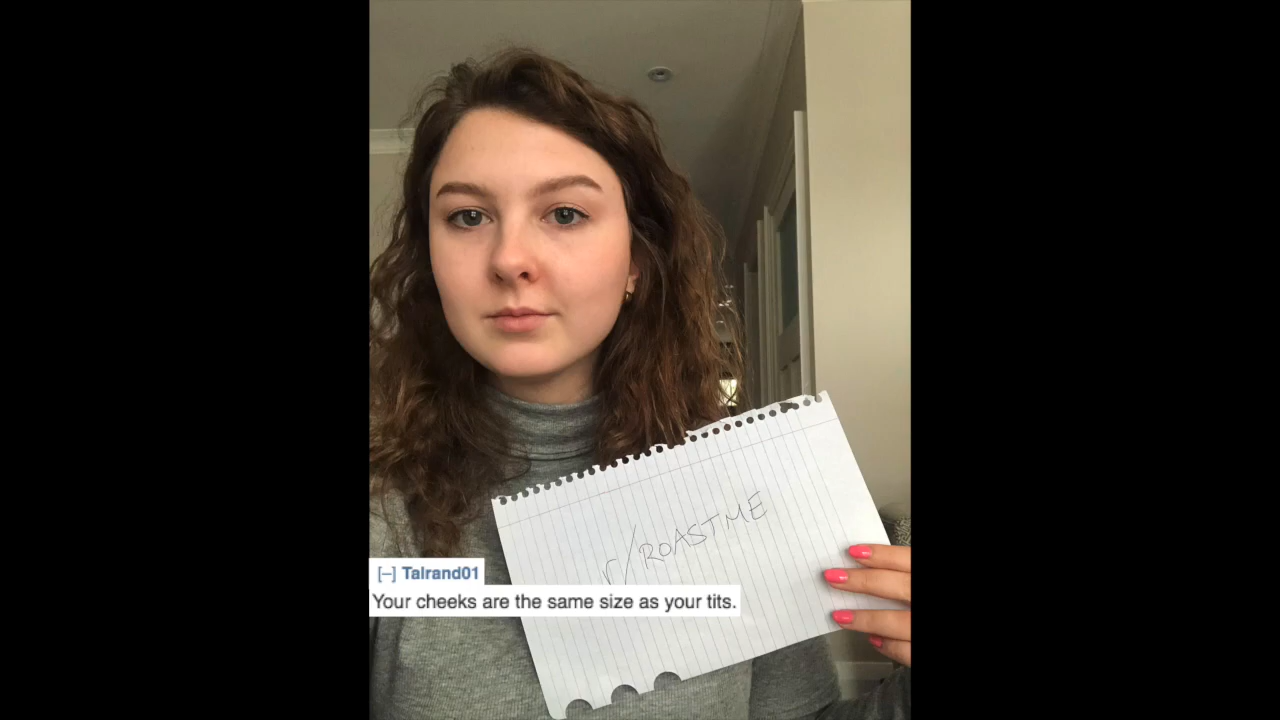 r/ROASTME
[–] Talrand01
Your cheeks are the same size as your tits.